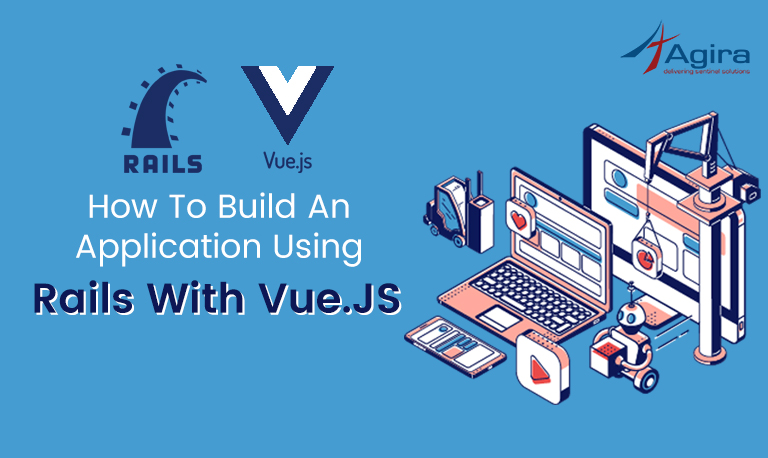 Agira
delivering sentinel solutions
RAILS
Vue.js
How To Build An
Application Using
Rails With Vue.JS